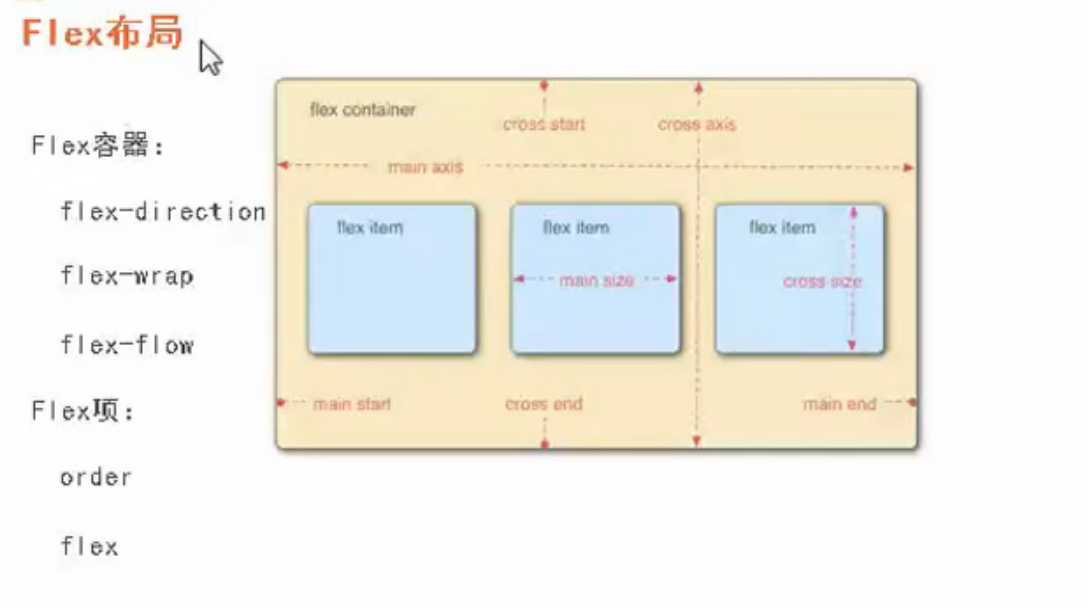 Flex布局
Flex容器：
flex-direction
flex-wrap
flex-flow
Flex项：
order
flex
flex container
cross start
cross axis
main axis
flex item
flex item
flex item
main size
cross size
main start
cross end
main end